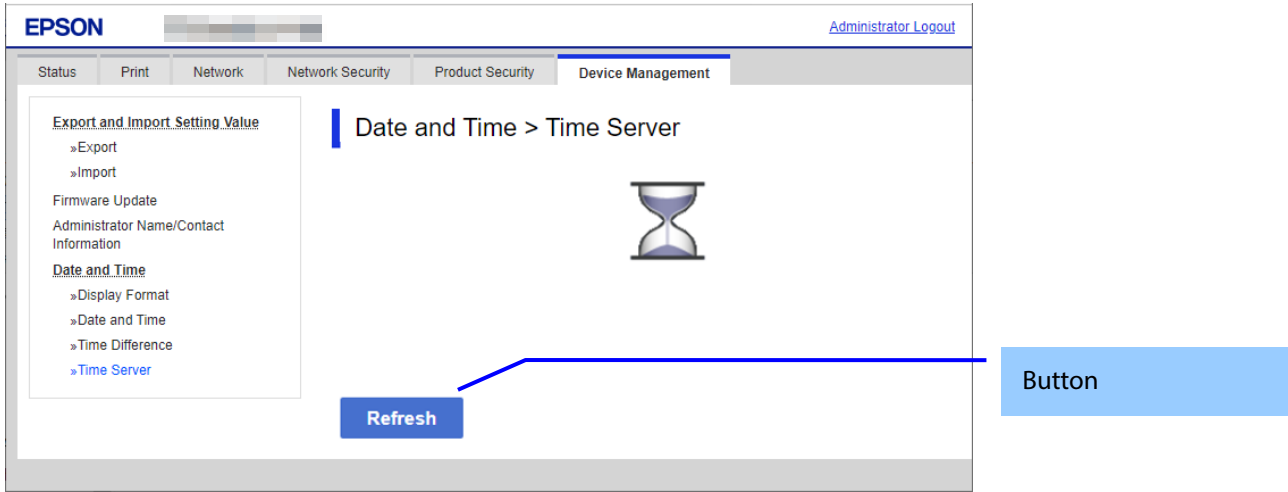 EPSON
Administrator Logout
Status Print Network Network Security Product Security Device Management
Export and Import Setting Value
»Export
»Import
Firmware Update
Administrator Name/Contact
Information
Date and Time
»Display Format
»Date and Time
»Time Difference
»Time Server
Date and Time > Time Server
Refresh
Button